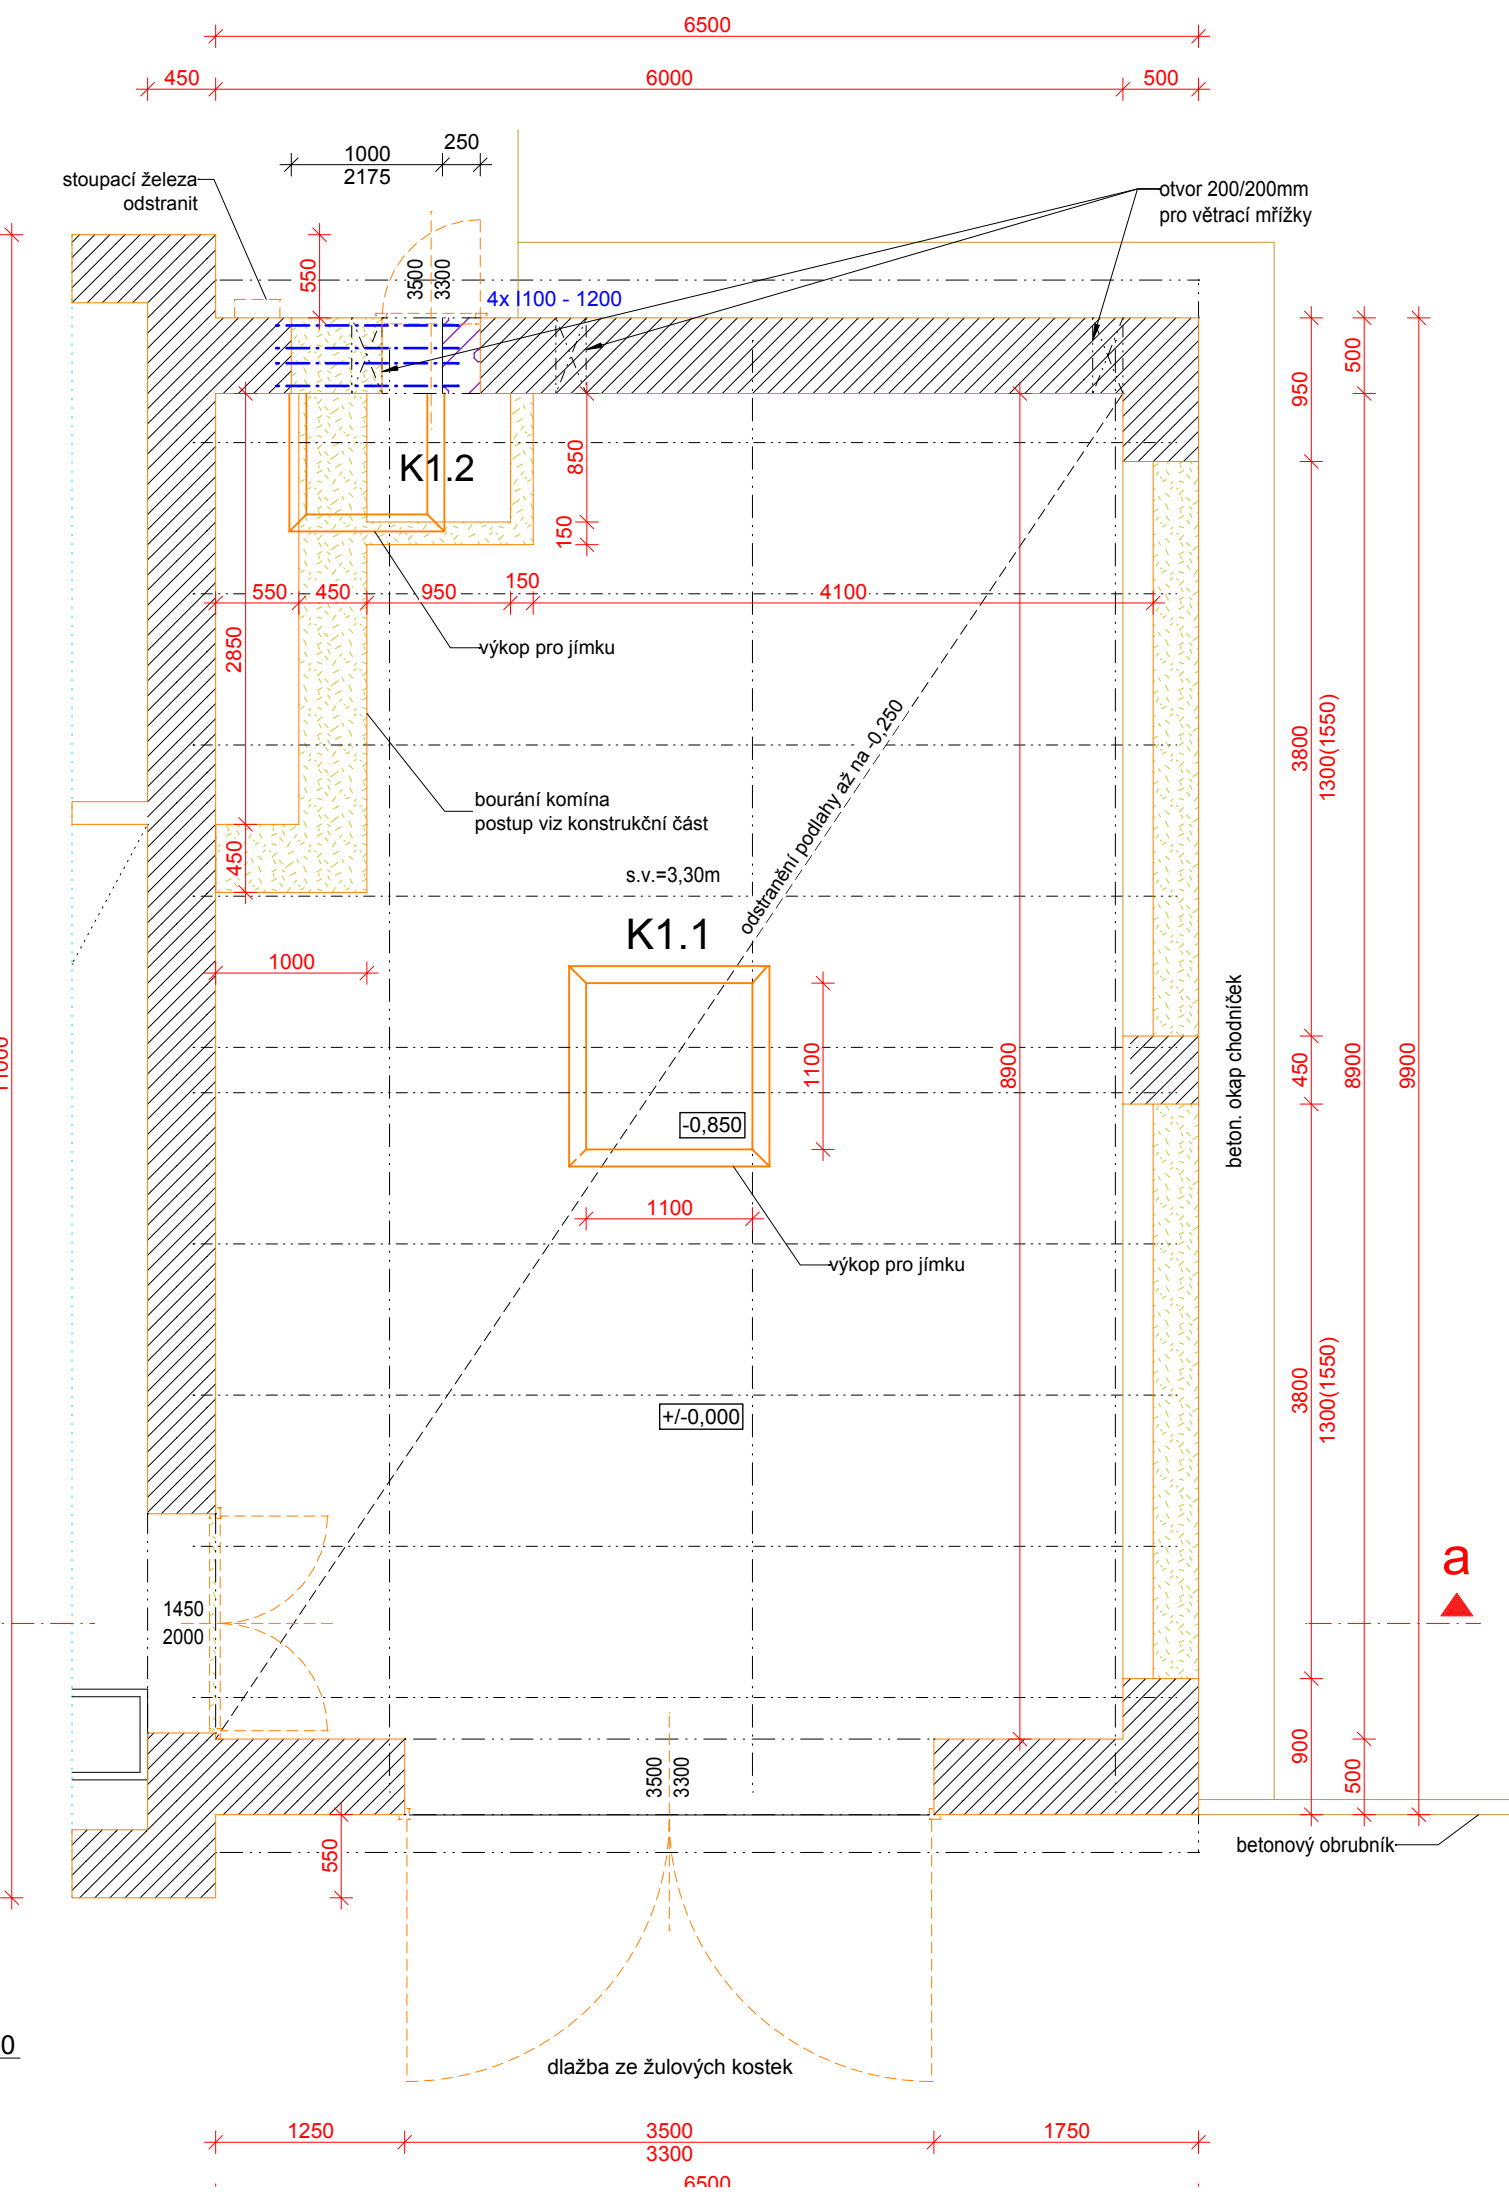 6500
450
6000
500
1000
2175
250
stoupací železa
odstranit
otvor 200/200mm
pro větrací mřížky
550
3500
3300
4x I100 - 1200
950
500
K1.2
850
150
550
450
950
150
4100
výkop pro jímku
2850
odstranění podlahy až na -0,250
3800
1300(1550)
bourání komína
postup viz konstrukční část
450
s.v.=3,30m
K1.1
1000
1100
8900
beton. okap chodníček
450
8900
9900
11000
-0,850
1100
výkop pro jímku
3800
1300(1550)
+/-0,000
a
1450
2000
3500
3300
900
500
550
betonový obrubník
0
dlažba ze žulových kostek
1250
3500
3300
1750
6500